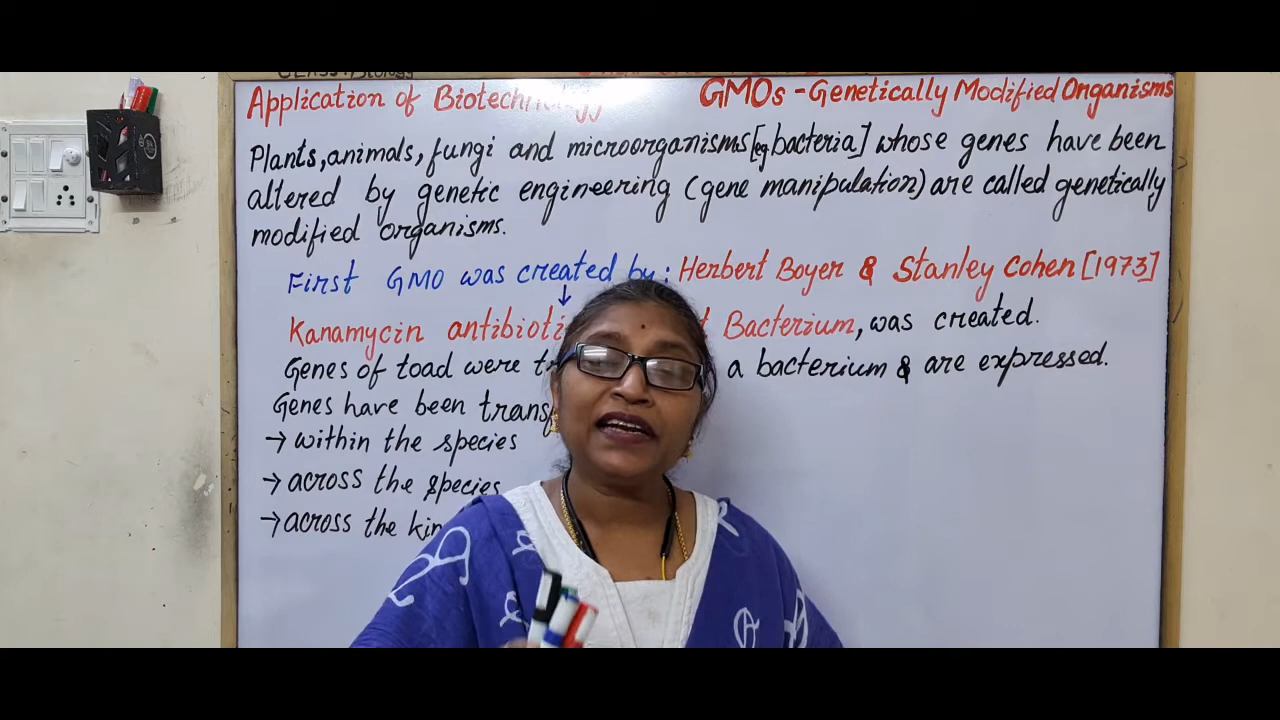 Application of Biotechnology GMOs - Genetically Modified Organisms
Plants, animals, fungi and microorganisms [eg bacteria] whose genes have been
altered by genetic engineering (gene manipulation) are called genetically
modified organisms.
First GMO was created by : Herbert Boyer & Stanley Cohen [1973]
Kanamycin Bacterium, was created.
Genes of toad were a bacterium & are expressed.
Genes have been
→ within the species
→ across the species
→ across the